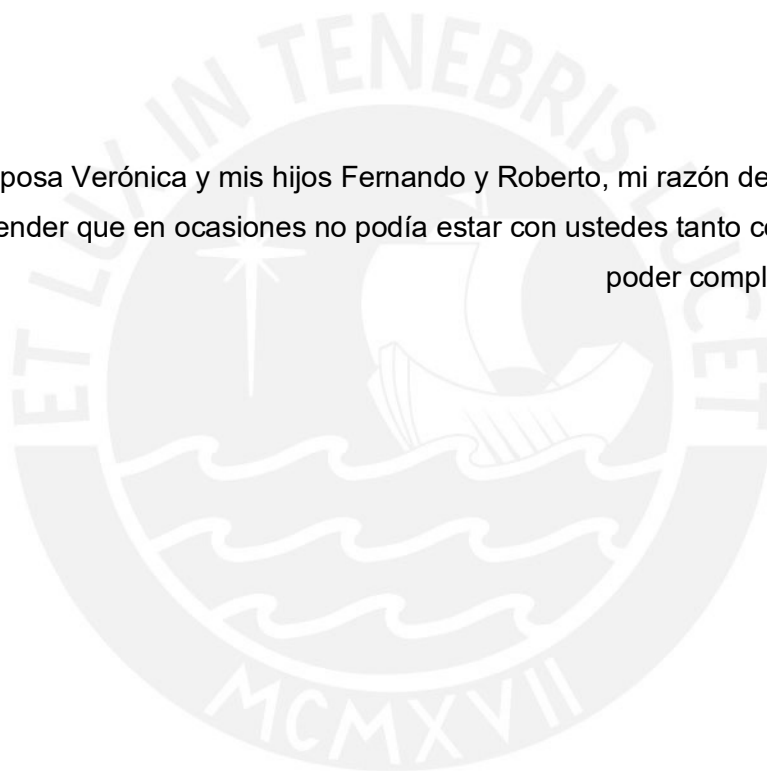 ET LUX IN TENEBRIS LUCET
posa Verónica y mis hijos Fernando y Roberto, mi razón de
ender que en ocasiones no podía estar con ustedes tanto co
poder compl
MCMXVII